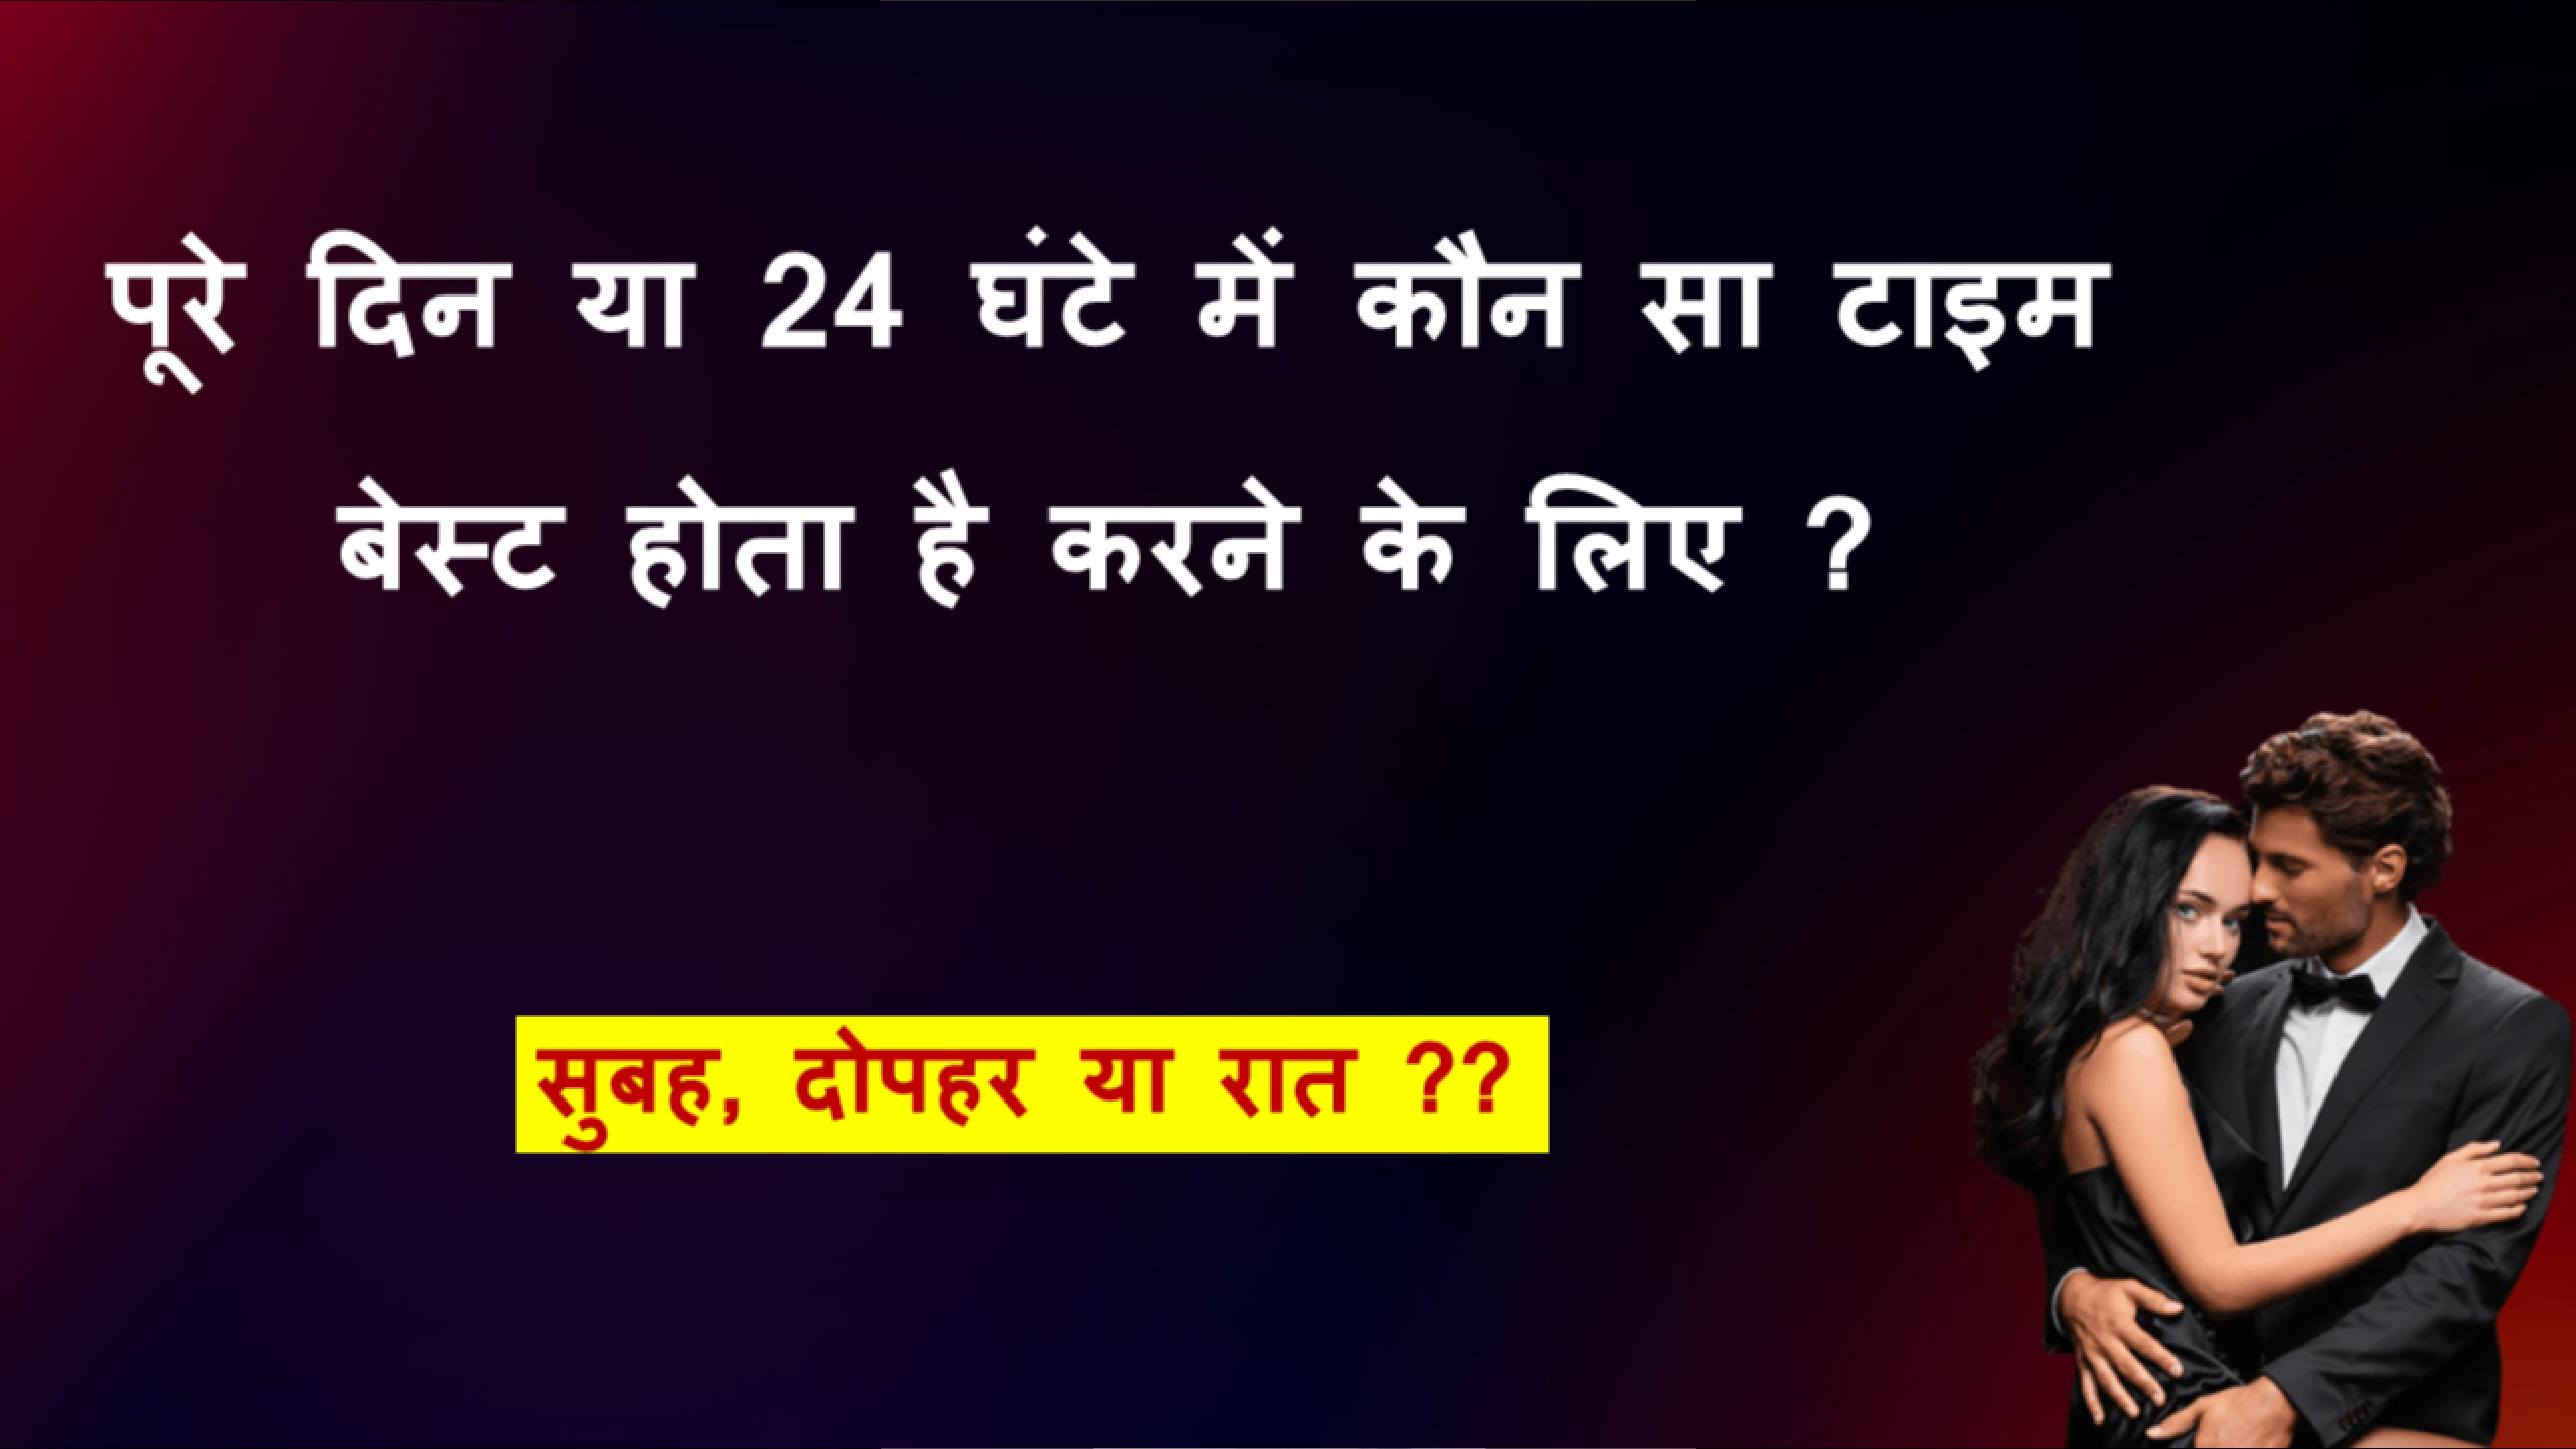 पूरे दिन या 24 घंटे में कौन सा टाइम
बेस्ट होता है करने के लिए ?
सुबह, दोपहर या रात ??